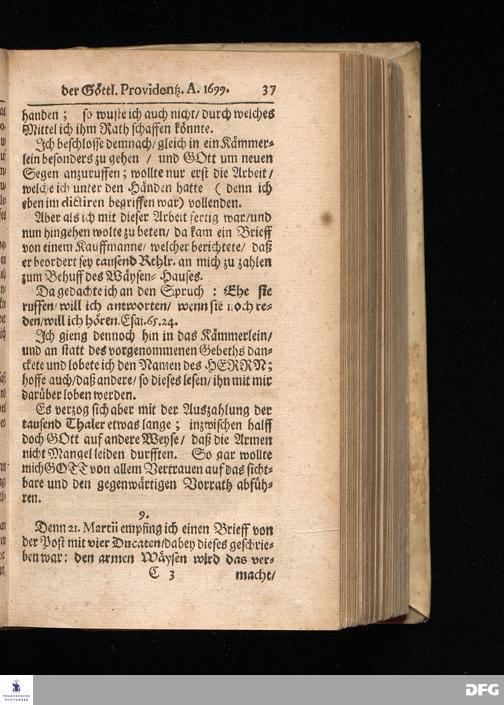 der Göttl. Providentz. A. 1699. 37
handen; so wuste ich auch nicht/ durch welches
Mittel ich ihm Rath schaffen könnte.
Ich beschlosse demnach/ gleich in ein Kämmer-
lein besonders zu gehen / und GOtt um neuen
Segen anzuruffen; wollte nur erst die Arbeit/
welche ich unter den Händen hatte ( denn ich
eben im dictiren begriffen war) vollenden.
Aber als ich mit dieser Arbeit fertig war/und
nun hingehen wolte zu beten/ da kam ein Brieff
von einem Kauffmanne/ welcher berichtete/ daß
er beordert sey tausend Rthlr. an mich zu zahlen
zum Behuff des Wäysen-Hauses.
Da gedachte ich an den Spruch : Ehe sie
ruffen/ will ich antworten/ wenn sie noch re-
den/will ich hören. Esai. 65. 24.
Ich gieng dennoch hin in das Kämmerlein/
und an statt des vorgenommenen Gebeths dan-
ckete und lobete ich den Namen des HERRN;
hoffe auch/daß andere/ so dieses lesen/ ihn mit mir
darüber loben werden.
Es verzog sich aber mit der Auszahlung der
tausend Thaler etwas lange ; inzwischen halff
doch GOtt auf andere Weyse/ daß die Armen
nicht Mangel leiden durfften. So gar wollte
mich GOTT von allem Vertrauen auf das sicht-
bare und den gegenwärtigen Vorrath abfüh-
ren.
9.
Denn 21. Martii empfing ich einen Brieff von
der Post mit vier Ducaten/dabey dieses geschrie-
ben war: den armen Wäysen wird das ver-
C 3 macht/
FRANCKESCHE
STIFTUNGEN
DFG